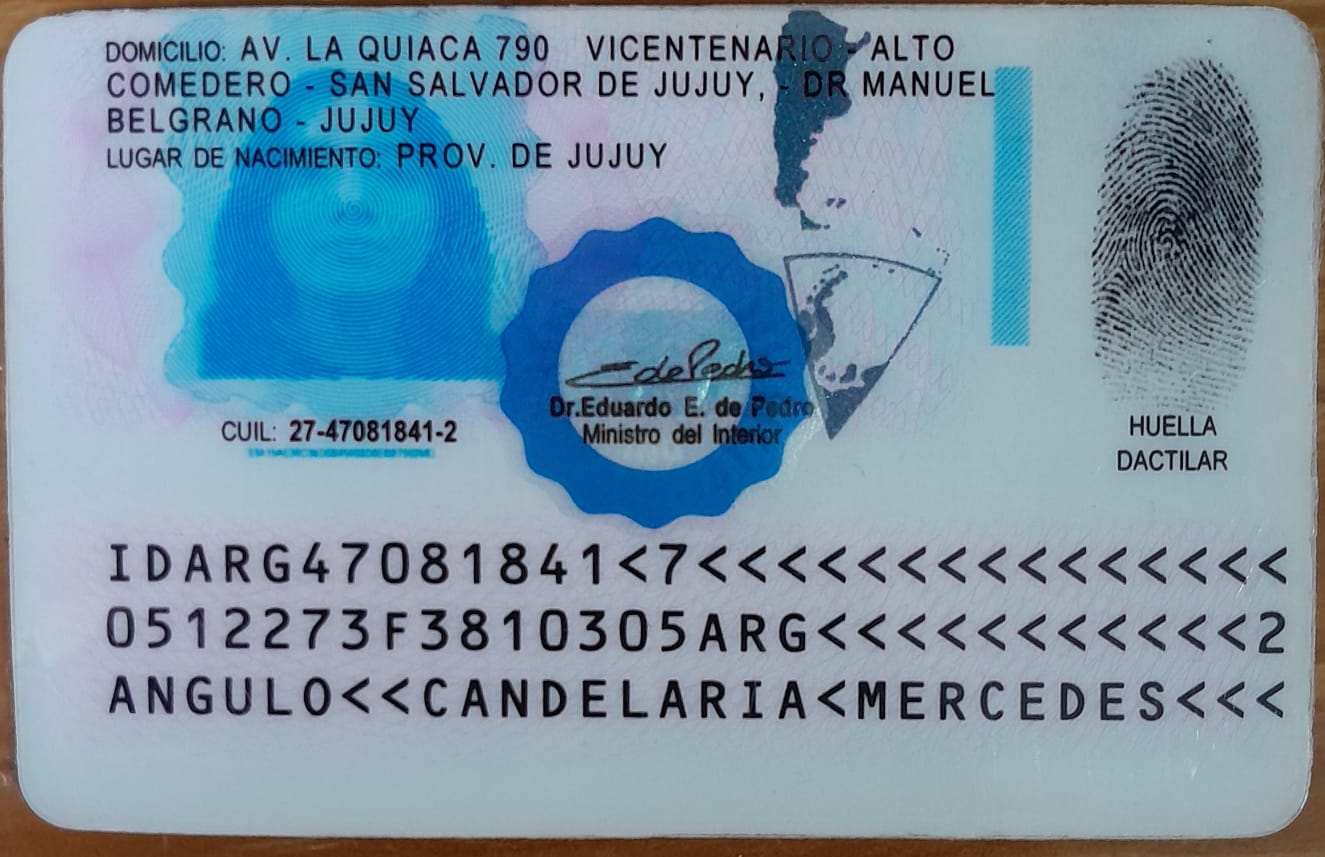 DOMICILIO: AV. LA QUIACA 790 VICENTENARIO - ALTO
COMEDERO - SAN SALVADOR DE JUJUY, - DR MANUEL
BELGRANO - JUJUY
LUGAR DE NACIMIENTO: PROV. DE JUJUY
EdePedro
Dr.Eduardo E. de Pedro
Ministro del Interior
CUIL: 27-47081841-2
HUELLA
DACTILAR
IDARG47081841<7<<<<<<<<<<<<<<<
0512273F3810305ARG<<<<<<<<<<<2
ANGULO<<CANDELARIA<MERCEDES<<<